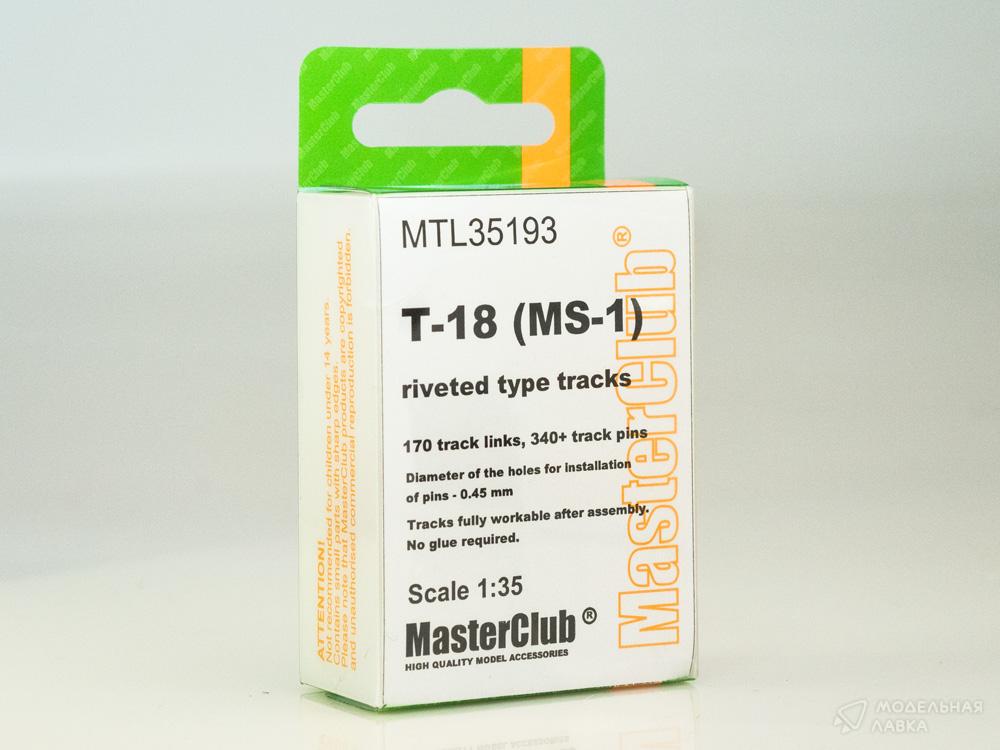 MasterClub
MTL35193
T-18 (MS-1)
riveted type tracks
170 track links, 340+ track pins
Diameter of the holes for installation
of pins - 0.45 mm
Tracks fully workable after assembly.
No glue required.
Scale 1:35
MasterClub®
HIGH QUALITY MODEL ACCESSORIES
MasterClub®
ATTENTION!
Not recommended for children under 14 years.
Contains small parts with sharp edges.
Please note that MasterClub products are copyrighted
and unauthorised commercial reproduction is forbidden.
МОДЕЛЬНАЯ
ЛАВКА